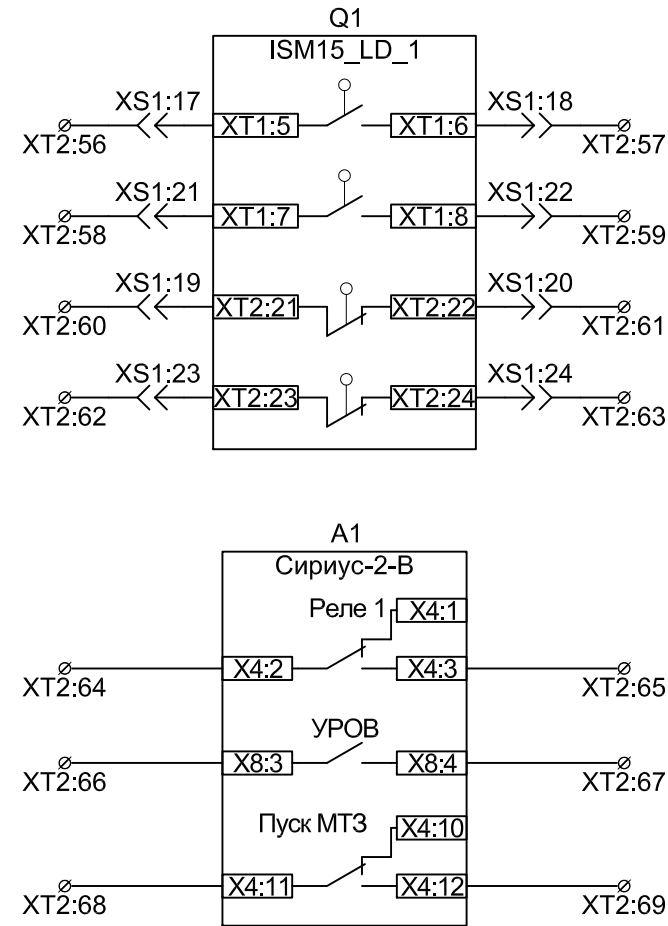 Q1
ISM15_LD_1
XS1:17 XS1:18
XT1:5 XT1:6
XT2:56 XT2:57
XS1:21 XS1:22
XT1:7 XT1:8
XT2:58 XT2:59
XS1:19 XS1:20
XT2:21 XT2:22
XT2:60 XT2:61
XS1:23 XS1:24
XT2:23 XT2:24
XT2:62 XT2:63
A1
Сириус-2-В
Реле 1 X4:1
X4:2 X4:3
XT2:64 XT2:65
УРОВ
X8:3 X8:4
XT2:66 XT2:67
Пуск МТЗ X4:10
X4:11 X4:12
XT2:68 XT2:69